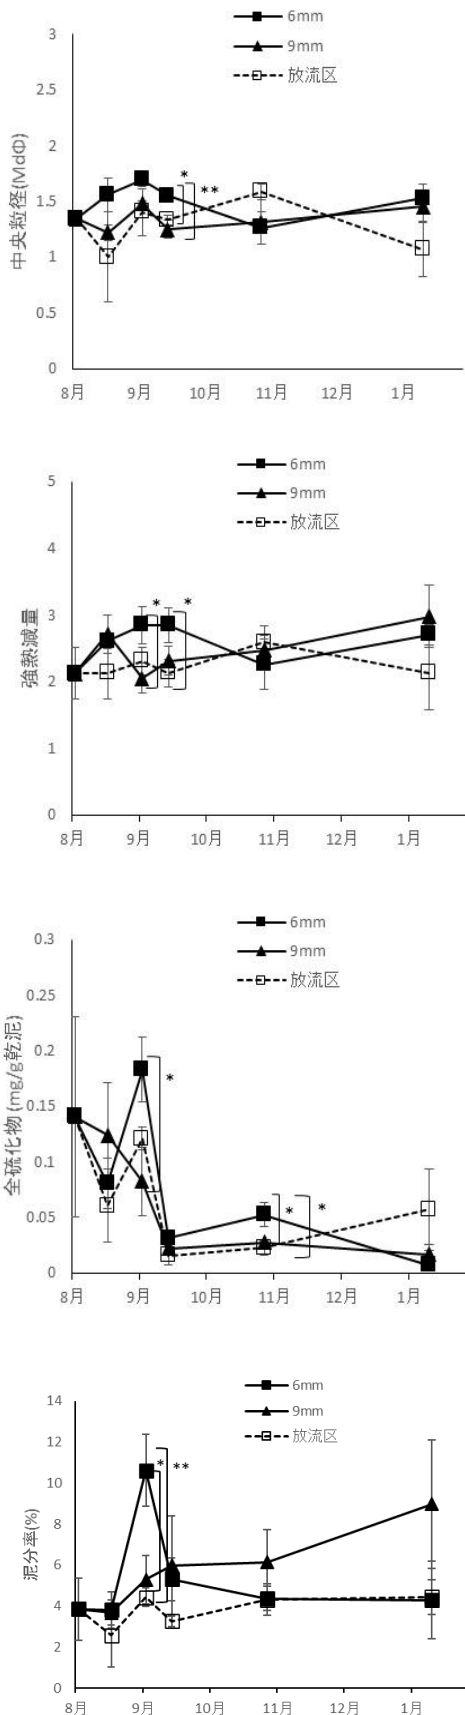 6mm
9mm
放流区
3
2.5
2
1.5
1
0.5
0
中央粒径(MdΦ)
* **
8月 9月 10月 11月 12月 1月
6mm
9mm
放流区
5
4
3
2
1
0
強熱減量
* *
8月 9月 10月 11月 12月 1月
6mm
9mm
放流区
0.3
0.25
0.2
0.15
0.1
0.05
0
全硫化物(mg/g乾泥)
*
* *
8月 9月 10月 11月 12月 1月
6mm
9mm
放流区
14
12
10
8
6
4
2
0
泥分率(%)
* **
8月 9月 10月 11月 12月 1月